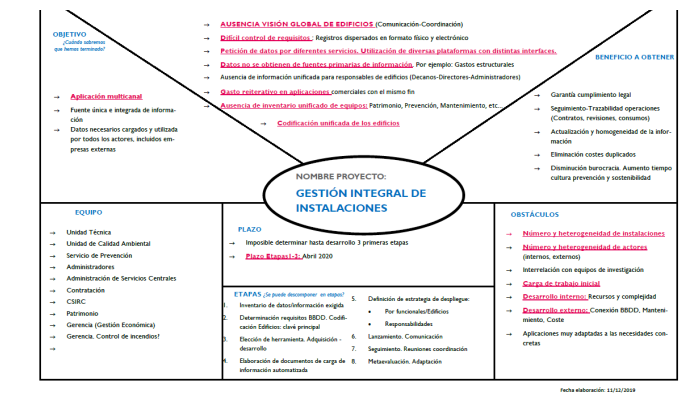 → AUSENCIA VISIÓN GLOBAL DE EDIFICIOS (Comunicación-Coordinación)
→ Difícil control de requisitos : Registros dispersados en formato físico y electrónico
→ Petición de datos por diferentes servicios. Utilización de diversas plataformas con distintas interfaces.
→ Datos no se obtienen de fuentes primarias de información. Por ejemplo: Gastos estructurales
→ Ausencia de información unificada para responsables de edificios (Decanos-Directores-Administradores)
→ Gasto reiterativo en aplicaciones comerciales con el mismo fin
→ Ausencia de inventario unificado de equipos: Patrimonio, Prevención, Mantenimiento, etc..
→ Codificación unificada de los edificios
OBJETIVO
¿Cuándo sabremos
que hemos terminado?
→ Aplicación multicanal
→ Fuente única e integrada de informa-
ción
→ Datos necesarios cargados y utilizada
por todos los actores, incluidos em-
presas externas
BENEFICIO A OBTENER
→ Garantía cumplimiento legal
→ Seguimiento-Trazabilidad operaciones
(Contratos, revisiones, consumos)
→ Actualización y homogeneidad de la infor-
mación
→ Eliminación costes duplicados
→ Disminución burocracia. Aumento tiempo
cultura prevención y sostenibilidad
NOMBRE PROYECTO:
GESTIÓN INTEGRAL DE
INSTALACIONES
EQUIPO
→ Unidad Técnica
→ Unidad de Calidad Ambiental
→ Servicio de Prevención
→ Administradores
→ Administración de Servicios Centrales
→ Contratación
→ CSIRC
→ Patrimonio
→ Gerencia (Gestión Económica)
→ Gerencia. Control de incendios?
→
PLAZO
→ Imposible determinar hasta desarrollo 3 primeras etapas
→ Plazo Etapas1-3: Abril 2020
ETAPAS ¿Se puede descomponer en etapas?
1. Inventario de datos/información exigida
2. Determinación requisitos BBDD. Codifi-
cación Edificios: clavé principal
3. Elección de herramienta. Adquisición -
desarrollo
4. Elaboración de documentos de carga de
información automatizada
5. Definición de estrategia de despliegue:
• Por funcionales/Edificios
• Responsabilidades
6. Lanzamiento. Comunicación
7. Seguimiento. Reuniones coordinación
8. Metaevaluación. Adaptación
OBSTÁCULOS
→ Número y heterogeneidad de instalaciones
→ Número y heterogeneidad de actores
(internos, externos)
→ Interrelación con equipos de investigación
→ Carga de trabajo inicial
→ Desarrollo interno: Recursos y complejidad
→ Desarrollo externo: Conexión BBDD, Manteni-
miento, Coste
→ Aplicaciones muy adaptadas a las necesidades con-
cretas
Fecha elaboración: 11/12/2019